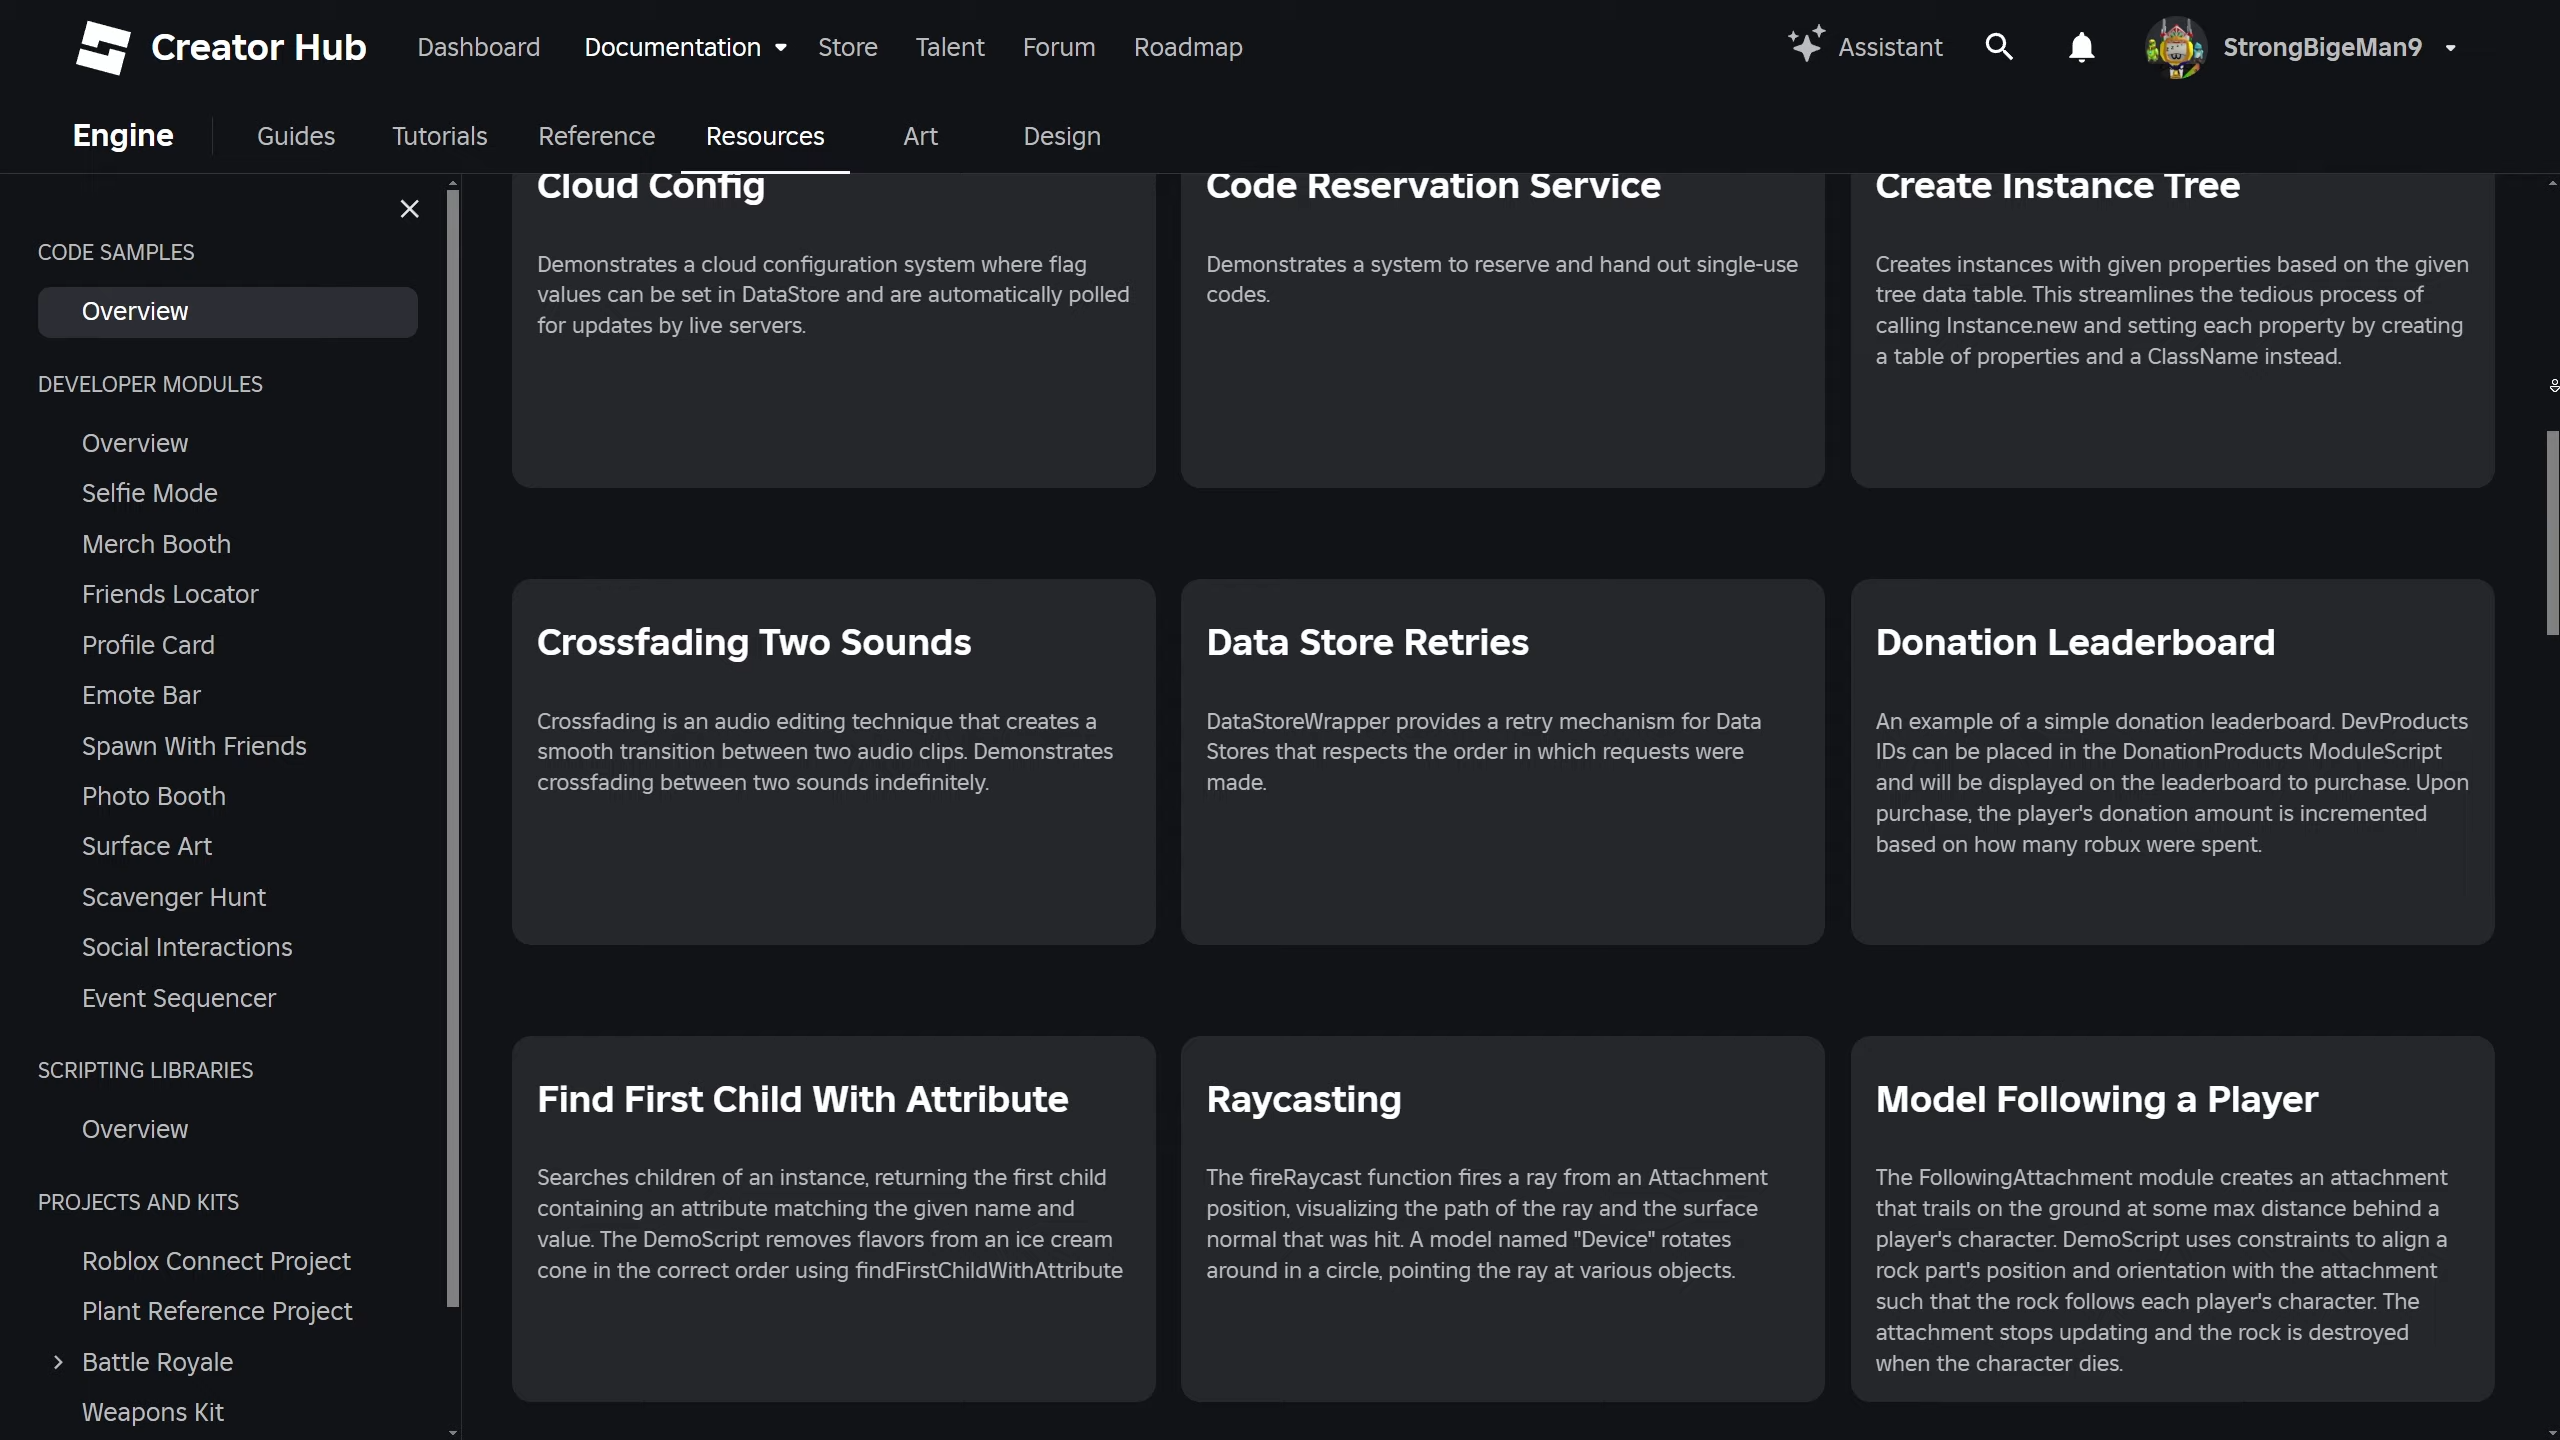 Creator Hub
Dashboard
Documentation
Store
Talent
Forum
Roadmap
Assistant
StrongBigeMan9
Engine
Guides
Tutorials
Reference
Resources
Art
Design
CODE SAMPLES
Overview
DEVELOPER MODULES
Overview
Selfie Mode
Merch Booth
Friends Locator
Profile Card
Emote Bar
Spawn With Friends
Photo Booth
Surface Art
Scavenger Hunt
Social Interactions
Event Sequencer
SCRIPTING LIBRARIES
Overview
PROJECTS AND KITS
Roblox Connect Project
Plant Reference Project
Battle Royale
Weapons Kit
Cloud Config
Demonstrates a cloud configuration system where flag
values can be set in DataStore and are automatically polled
for updates by live servers.
Code Reservation Service
Demonstrates a system to reserve and hand out single-use
codes.
Create Instance Tree
Creates instances with given properties based on the given
tree data table. This streamlines the tedious process of
calling Instance.new and setting each property by creating
a table of properties and a ClassName instead.
Crossfading Two Sounds
Crossfading is an audio editing technique that creates a
smooth transition between two audio clips. Demonstrates
crossfading between two sounds indefinitely.
Data Store Retries
DataStoreWrapper provides a retry mechanism for Data
Stores that respects the order in which requests were
made.
Donation Leaderboard
An example of a simple donation leaderboard. DevProducts
IDs can be placed in the DonationProducts ModuleScript
and will be displayed on the leaderboard to purchase. Upon
purchase, the player's donation amount is incremented
based on how many robux were spent.
Find First Child With Attribute
Searches children of an instance, returning the first child
containing an attribute matching the given name and
value. The DemoScript removes flavors from an ice cream
cone in the correct order using findFirstChildWithAttribute
Raycasting
The fireRaycast function fires a ray from an Attachment
position, visualizing the path of the ray and the surface
normal that was hit. A model named "Device" rotates
around in a circle, pointing the ray at various objects.
Model Following a Player
The FollowingAttachment module creates an attachment
that trails on the ground at some max distance behind a
player's character. DemoScript uses constraints to align a
rock part's position and orientation with the attachment
such that the rock follows each player's character. The
attachment stops updating and the rock is destroyed
when the character dies.